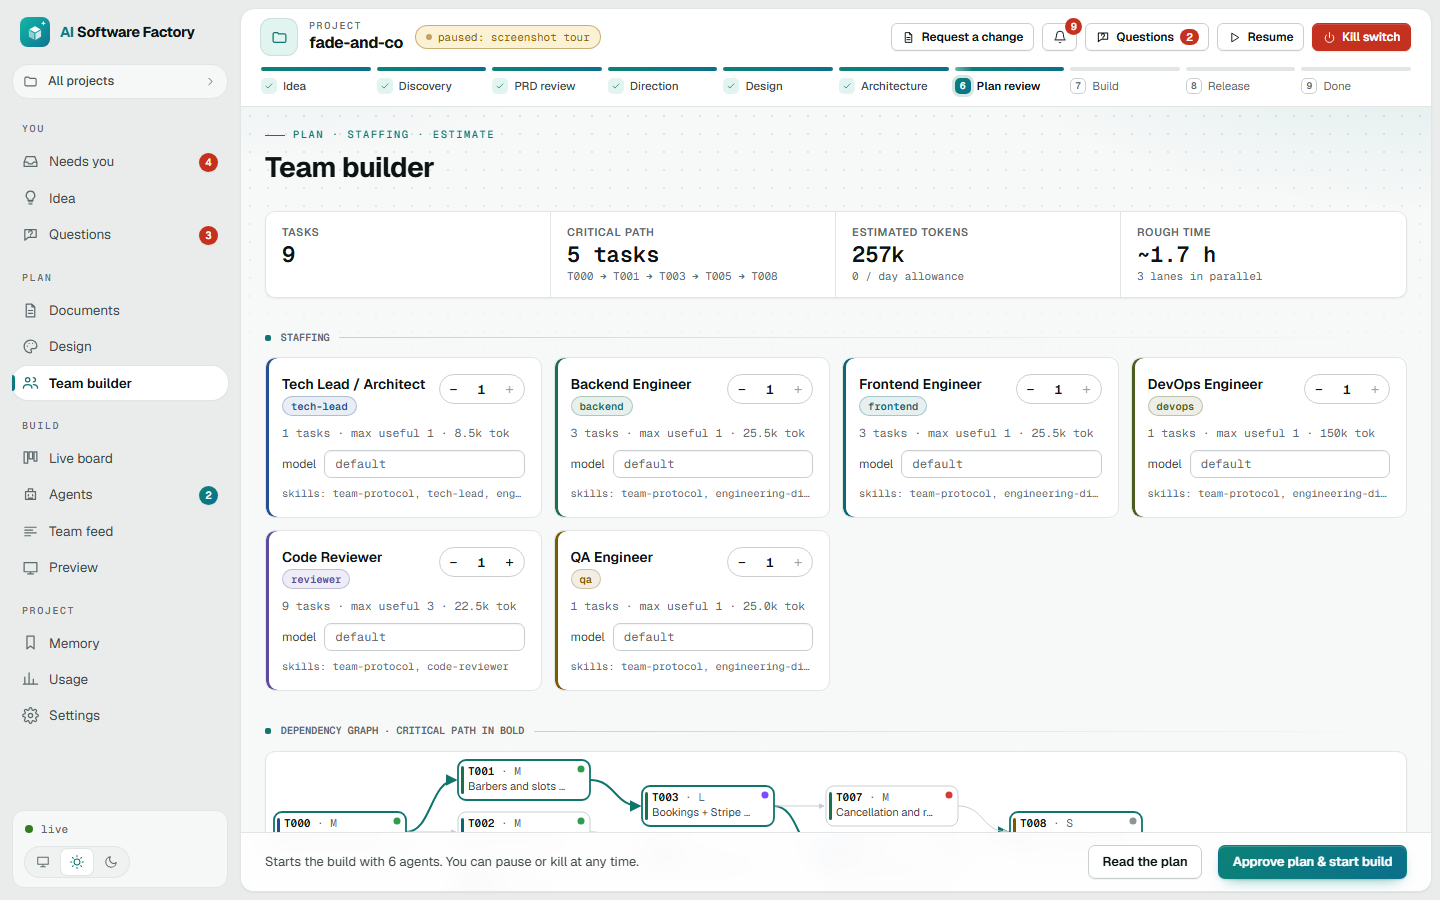 AI Software Factory
All projects
YOU
Needs you 4
Idea
Questions 3
PLAN
Documents
Design
Team builder
BUILD
Live board
Agents 2
Team feed
Preview
PROJECT
Memory
Usage
Settings
live
PROJECT
fade-and-co
paused: screenshot tour
Request a change
9
Questions 2
Resume
Kill switch
Idea
Discovery
PRD review
Direction
Design
Architecture
6 Plan review
7 Build
8 Release
9 Done
PLAN · STAFFING · ESTIMATE
Team builder
TASKS
9
CRITICAL PATH
5 tasks
T000 → T001 → T003 → T005 → T008
ESTIMATED TOKENS
257k
0 / day allowance
ROUGH TIME
~1.7 h
3 lanes in parallel
STAFFING
Tech Lead / Architect
− 1 +
tech-lead
1 tasks · max useful 1 · 8.5k tok
model default
skills: team-protocol, tech-lead, eng…
Backend Engineer
− 1 +
backend
3 tasks · max useful 1 · 25.5k tok
model default
skills: team-protocol, engineering-di…
Frontend Engineer
− 1 +
frontend
3 tasks · max useful 1 · 25.5k tok
model default
skills: team-protocol, engineering-di…
DevOps Engineer
− 1 +
devops
1 tasks · max useful 1 · 150k tok
model default
skills: team-protocol, engineering-di…
Code Reviewer
− 1 +
reviewer
9 tasks · max useful 3 · 22.5k tok
model default
skills: team-protocol, code-reviewer
QA Engineer
− 1 +
qa
1 tasks · max useful 1 · 25.0k tok
model default
skills: team-protocol, engineering-di…
DEPENDENCY GRAPH · CRITICAL PATH IN BOLD
T001 · M
Barbers and slots …
T003 · L
Bookings + Stripe …
T007 · M
Cancellation and r…
T000 · M
T002 · M
T008 · S
Starts the build with 6 agents. You can pause or kill at any time.
Read the plan
Approve plan & start build